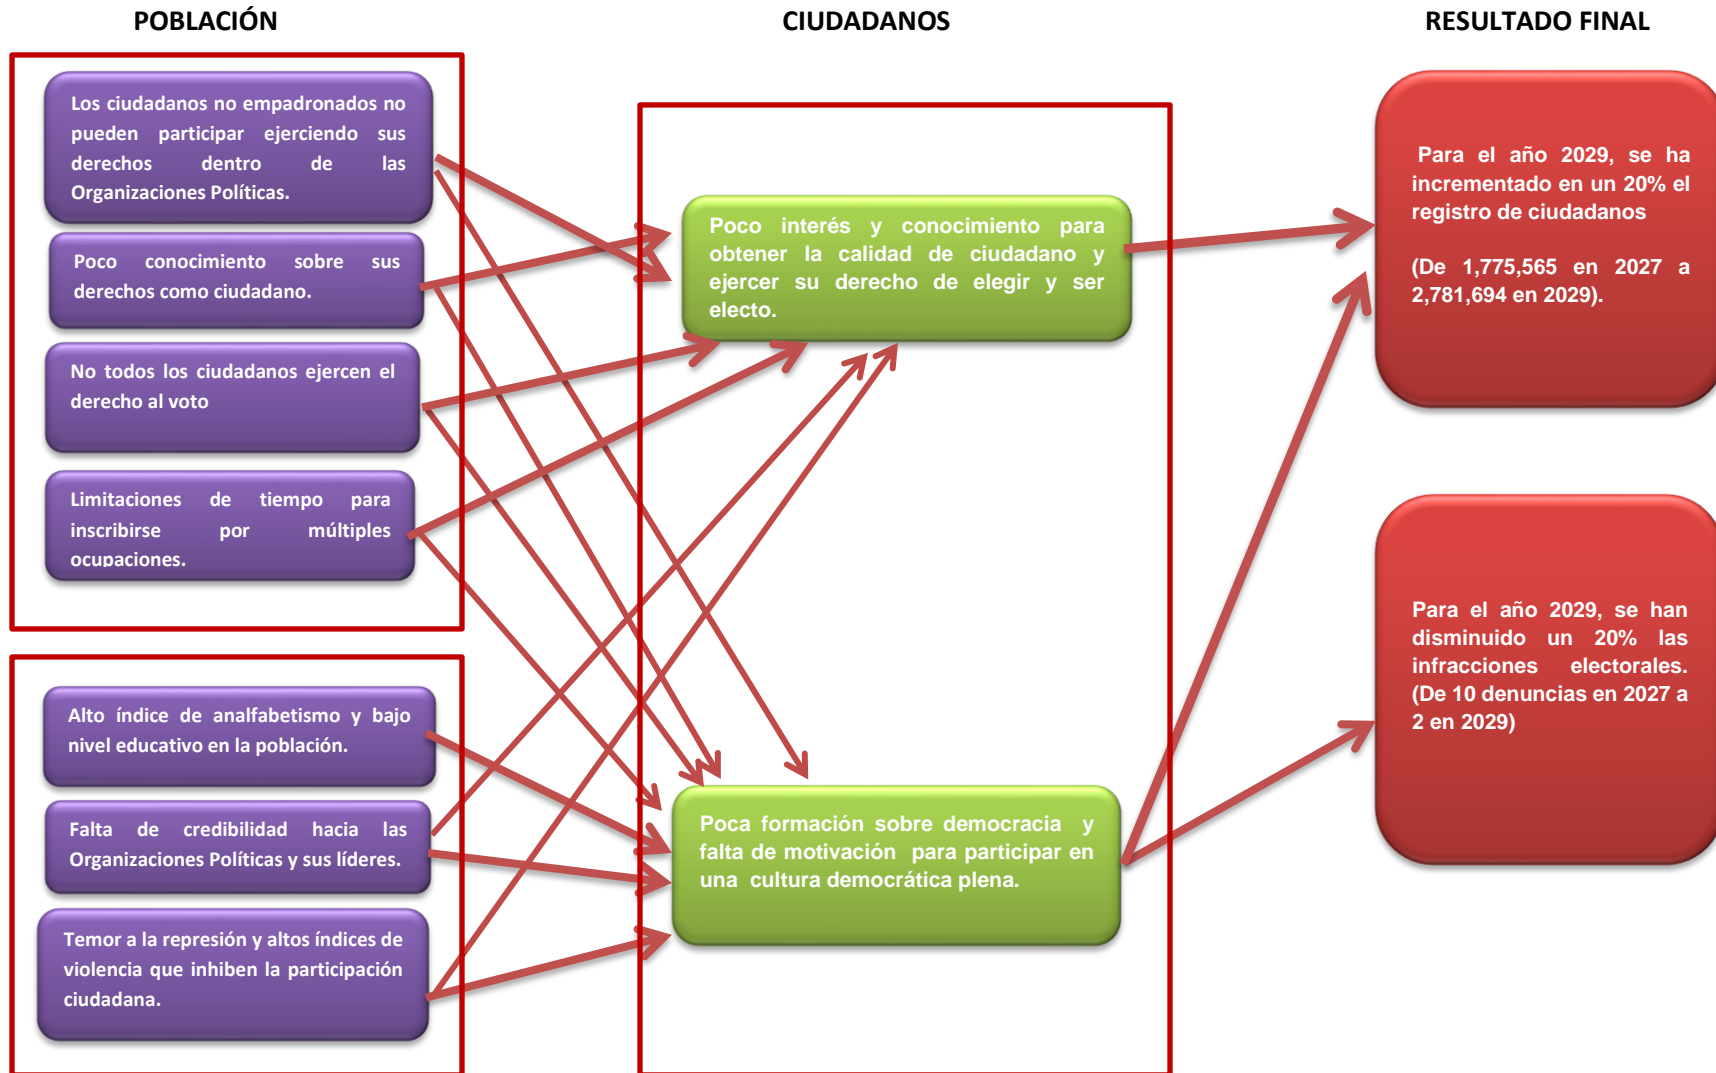 POBLACIÓN
CIUDADANOS
RESULTADO FINAL
Los ciudadanos no empadronados no
pueden participar ejerciendo sus
derechos dentro de las
Organizaciones Políticas.
Poco conocimiento sobre sus
derechos como ciudadano.
No todos los ciudadanos ejercen el
derecho al voto
Limitaciones de tiempo para
inscribirse por múltiples
ocupaciones.
Alto índice de analfabetismo y bajo
nivel educativo en la población.
Falta de credibilidad hacia las
Organizaciones Políticas y sus líderes.
Temor a la represión y altos índices de
violencia que inhiben la participación
ciudadana.
Poco interés y conocimiento para
obtener la calidad de ciudadano y
ejercer su derecho de elegir y ser
electo.
Poca formación sobre democracia y
falta de motivación para participar en
una cultura democrática plena.
Para el año 2029, se ha
incrementado en un 20% el
registro de ciudadanos
(De 1,775,565 en 2027 a
2,781,694 en 2029).
Para el año 2029, se han
disminuido un 20% las
infracciones electorales.
(De 10 denuncias en 2027 a
2 en 2029)